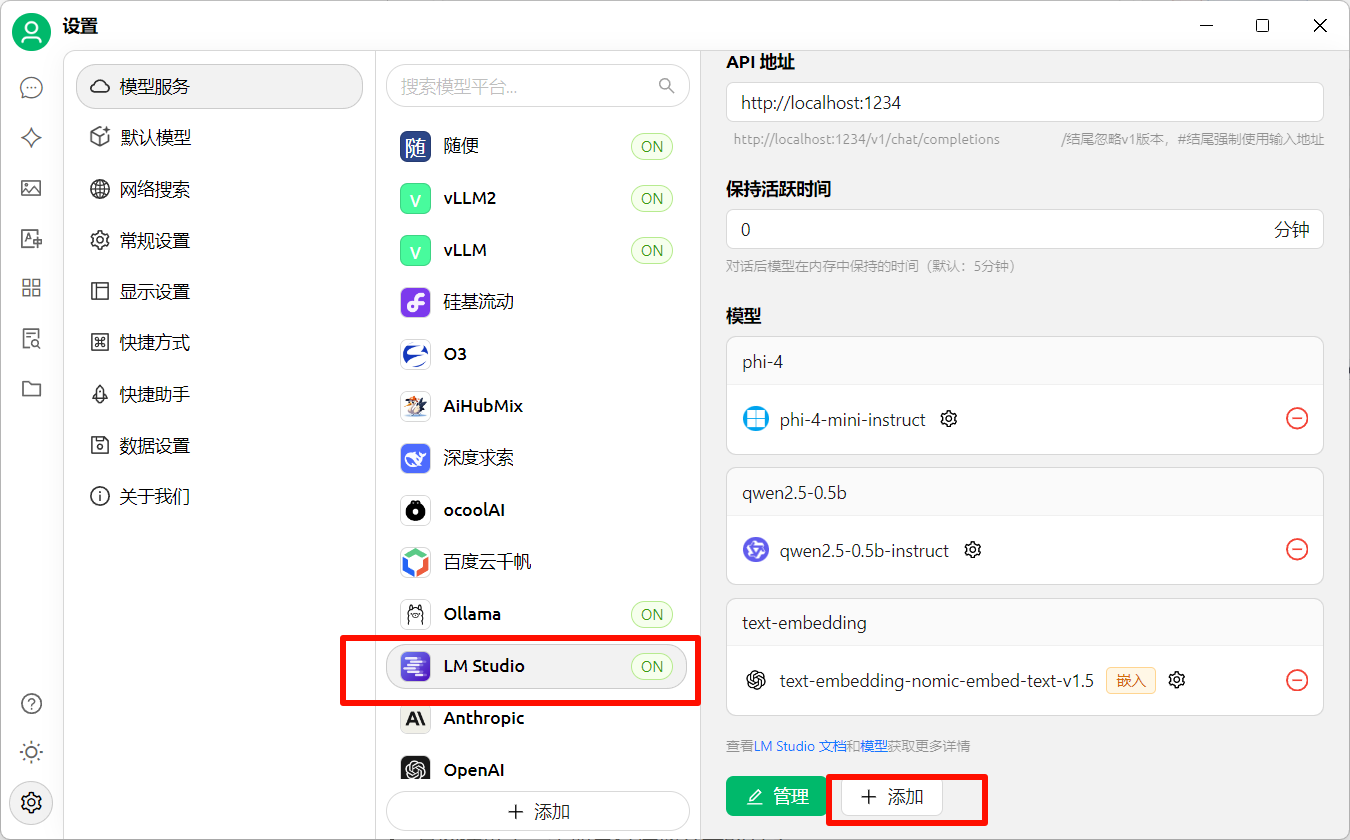 设置
模型服务
默认模型
网络搜索
常规设置
显示设置
快捷方式
快捷助手
数据设置
关于我们
搜索模型平台...
随 随便 ON
V vLLM2 ON
V vLLM ON
硅基流动
O3
AiHubMix
深度求索
ocoolAI
百度云千帆
Ollama ON
LM Studio ON
Anthropic
OpenAI
添加
API 地址
http://localhost:1234
http://localhost:1234/v1/chat/completions /结尾忽略v1版本，#结尾强制使用输入地址
保持活跃时间
0 分钟
对话后模型在内存中保持的时间（默认：5分钟）
模型
phi-4
phi-4-mini-instruct
qwen2.5-0.5b
qwen2.5-0.5b-instruct
text-embedding
text-embedding-nomic-embed-text-v1.5 嵌入
查看LM Studio 文档和模型获取更多详情
管理 添加